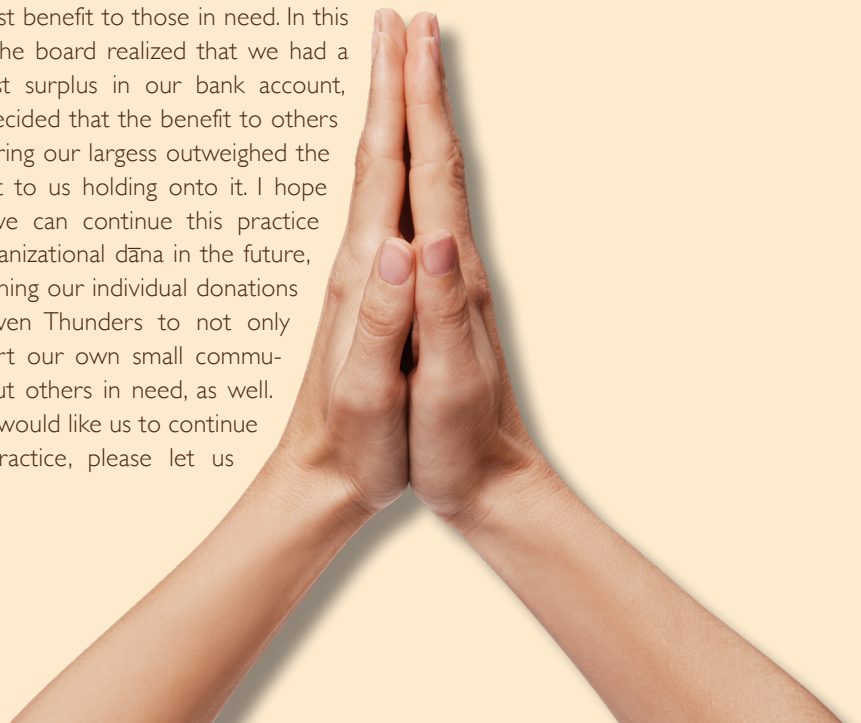 st benefit to those in need. In this
he board realized that we had a
st surplus in our bank account,
ecided that the benefit to others
ring our largess outweighed the
t to us holding onto it. I hope
ve can continue this practice
anizational dāna in the future,
ning our individual donations
ven Thunders to not only
rt our own small commu-
ut others in need, as well.
would like us to continue
ractice, please let us